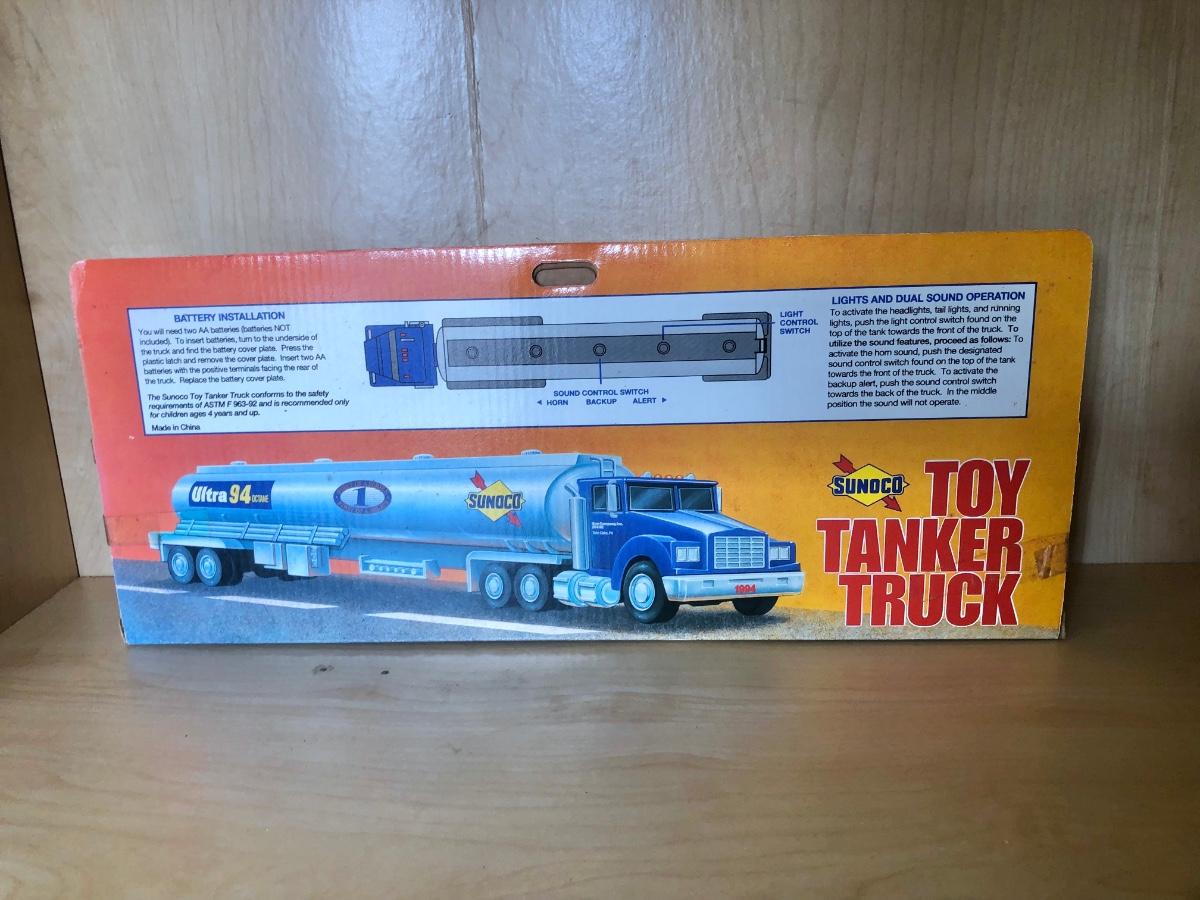 BATTERY INSTALLATION
You will need two AA batteries (batteries NOT
included). To insert batteries, turn to the underside of
the truck and find the battery cover plate. Press the
plastic latch and remove the cover plate. Insert two AA
batteries with the positive terminals facing the rear of
the truck. Replace the battery cover plate.
The Sunoco Toy Tanker Truck conforms to the safety
requirements of ASTM F 963-92 and is recommended only
for children ages 4 years and up.
Made in China
LIGHT
CONTROL
SWITCH
SOUND CONTROL SWITCH
◄ HORN BACKUP ALERT ►
LIGHTS AND DUAL SOUND OPERATION
To activate the headlights, tail lights, and running
lights, push the light control switch found on the
top of the tank towards the front of the truck. To
utilize the sound features, proceed as follows: To
activate the horn sound, push the designated
sound control switch found on the top of the tank
towards the front of the truck. To activate the
backup alert, push the sound control switch
towards the back of the truck. In the middle
position the sound will not operate.
Ultra 94 OCTANE
1
SUNOCO
1994
SUNOCO
TOY
TANKER
TRUCK